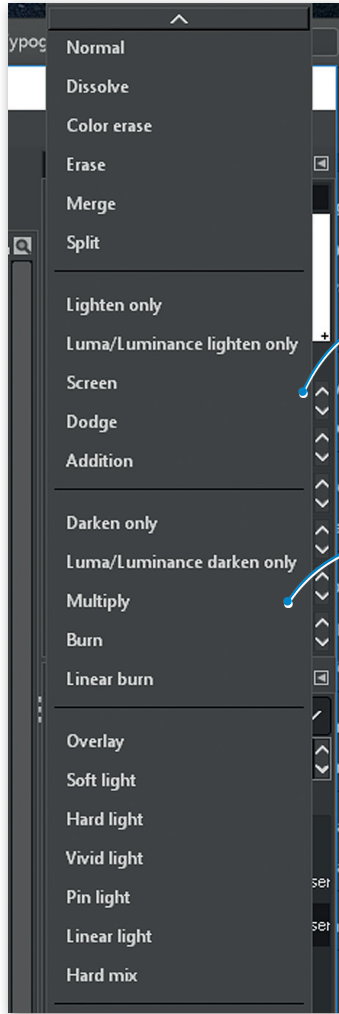 Normal
Dissolve
Color erase
Erase
Merge
Split
Lighten only
Luma/Luminance lighten only
Screen
Dodge
Addition
Darken only
Luma/Luminance darken only
Multiply
Burn
Linear burn
Overlay
Soft light
Hard light
Vivid light
Pin light
Linear light
Hard mix